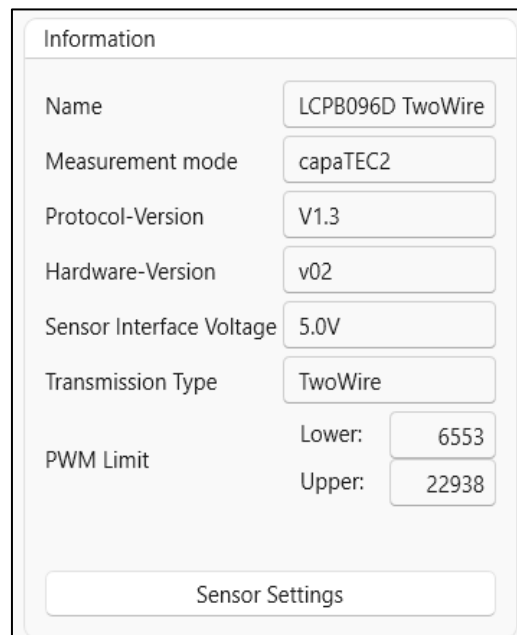 Information
Name LCPB096D TwoWire
Measurement mode capaTEC2
Protocol-Version V1.3
Hardware-Version v02
Sensor Interface Voltage 5.0V
Transmission Type TwoWire
PWM Limit
Lower: 6553
Upper: 22938
Sensor Settings